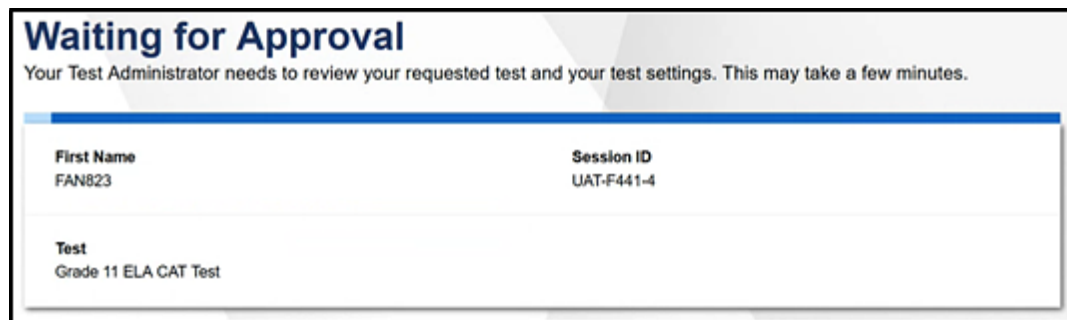 Waiting for Approval
Your Test Administrator needs to review your requested test and your test settings. This may take a few minutes.
First Name
FAN823
Session ID
UAT-F441-4
Test
Grade 11 ELA CAT Test